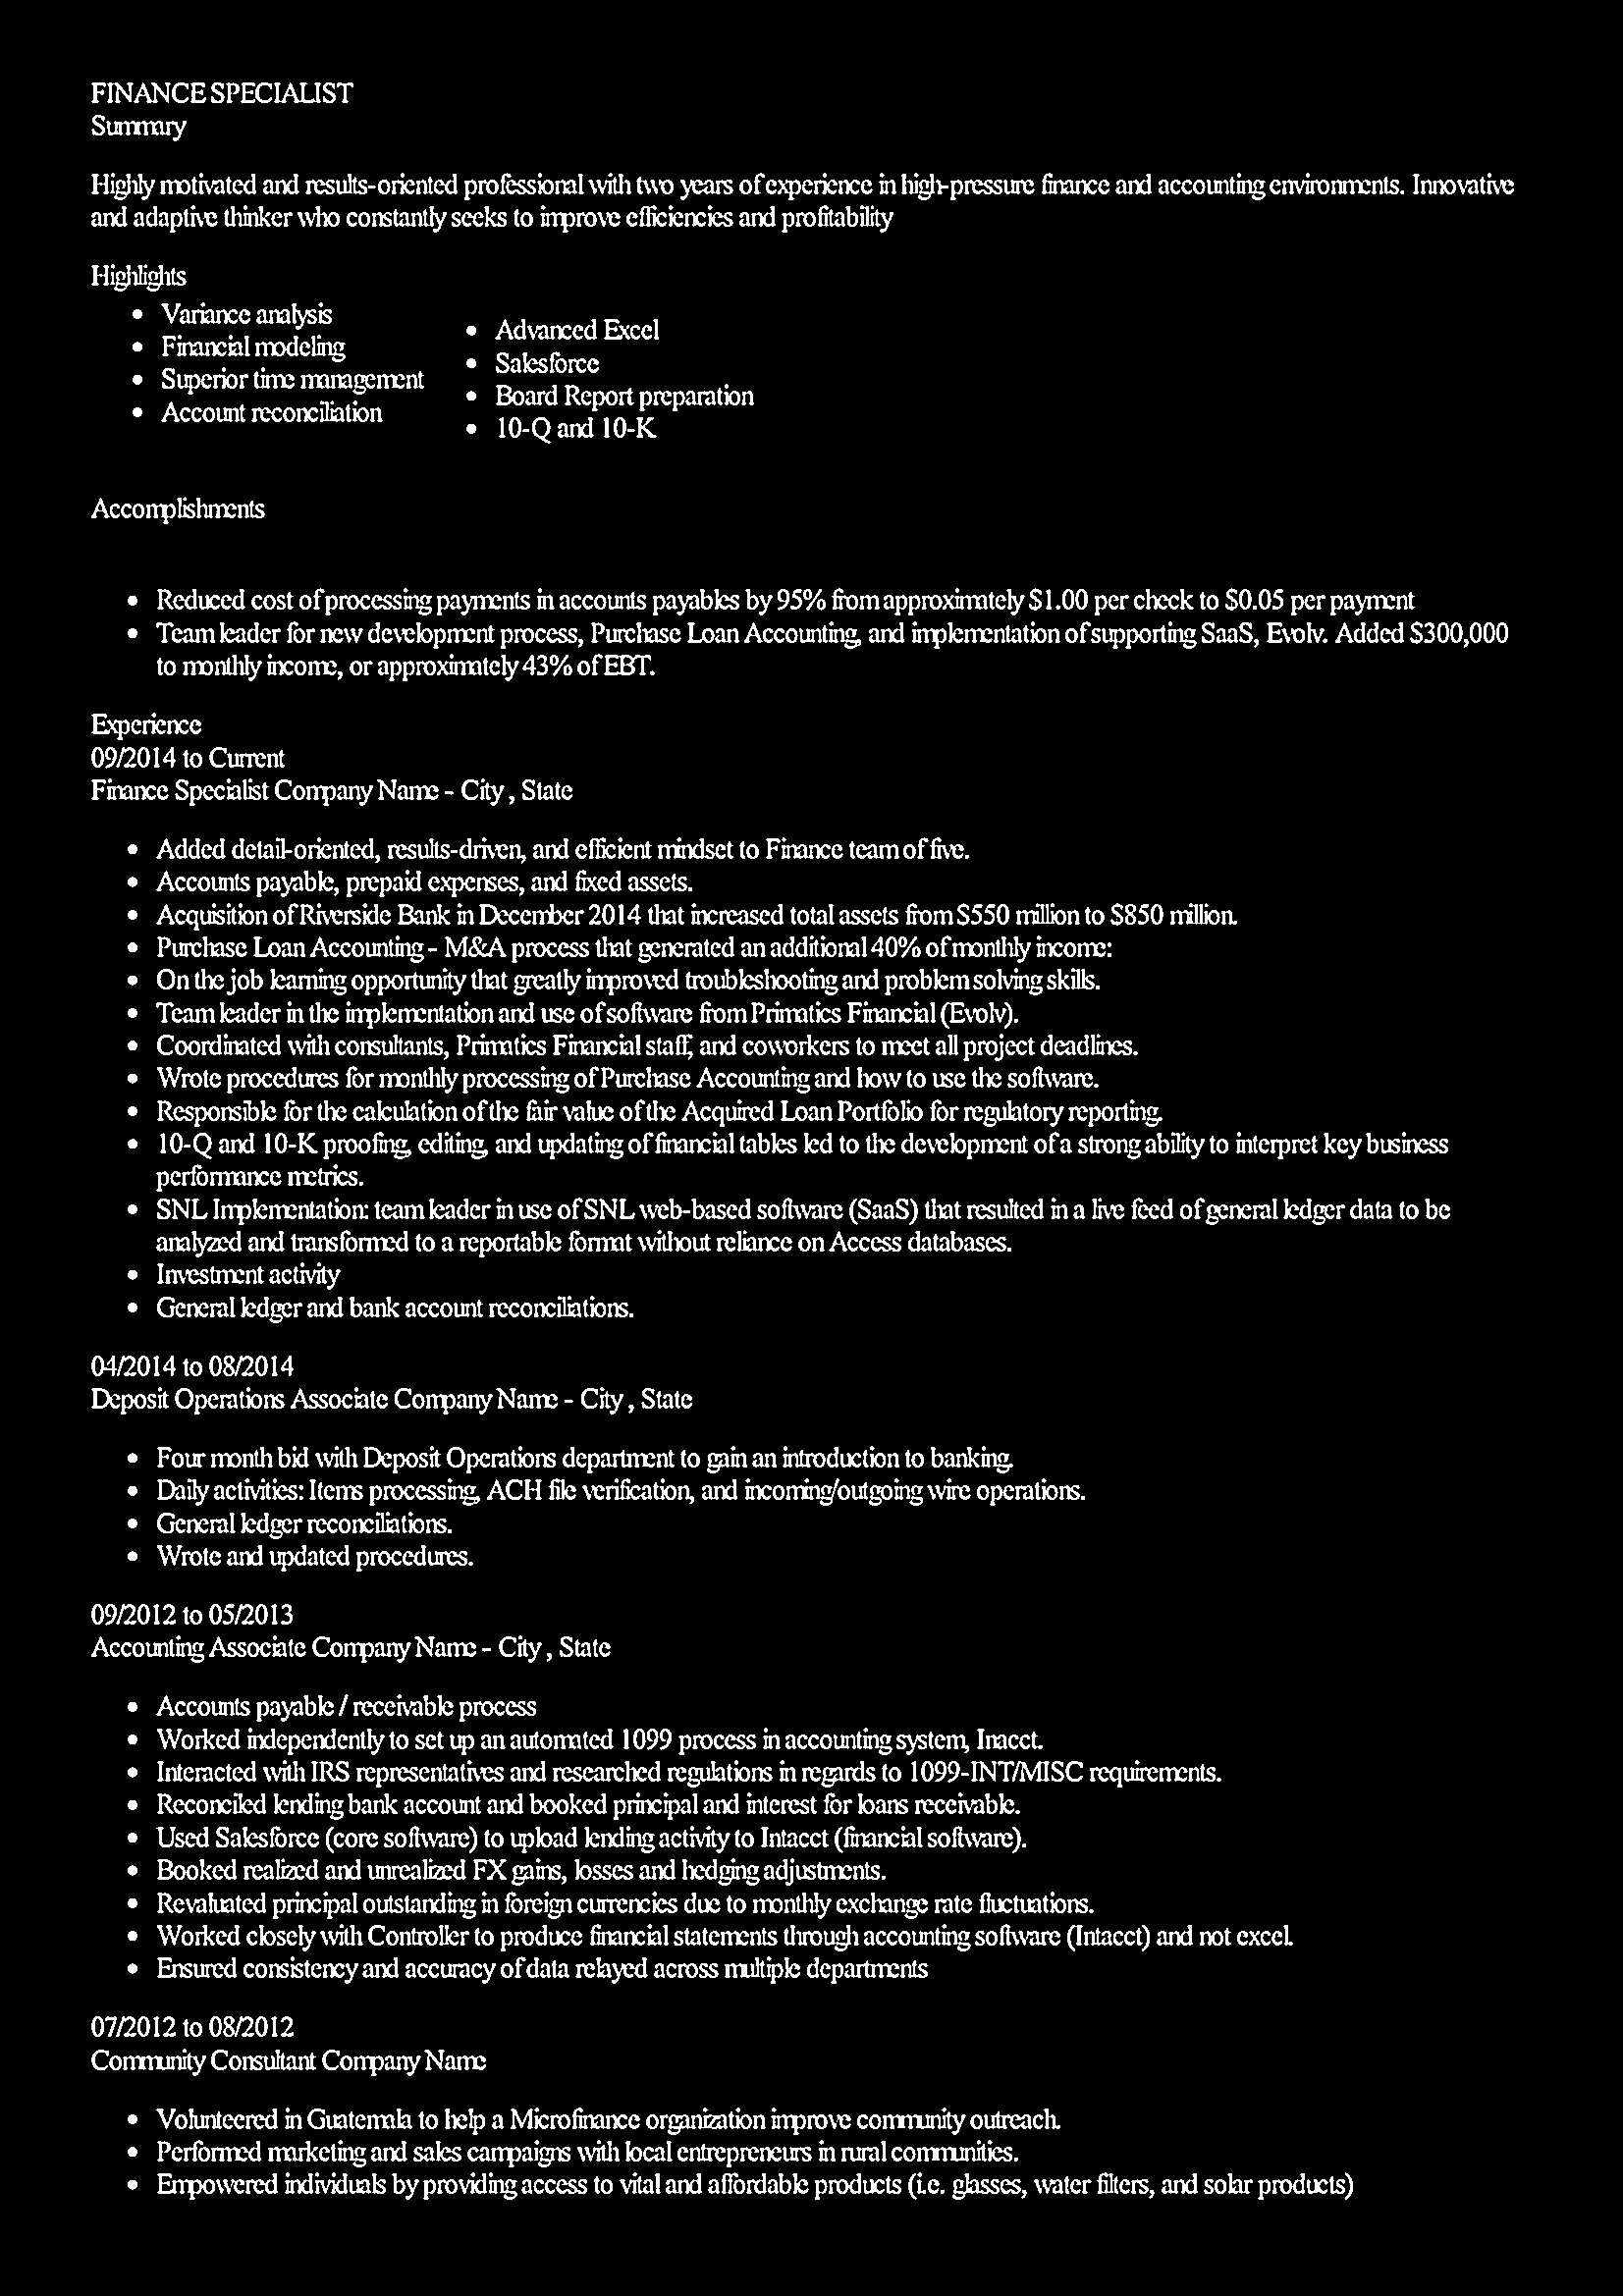 FINANCE SPECIALIST
Summary
Highly motivated and results-oriented professional with two years of experience in high-pressure finance and accounting environments. Innovative
and adaptive thinker who constantly seeks to improve efficiencies and profitability
Highlights
• Variance analysis
• Financial modeling
• Superior time management
• Account reconciliation
• Advanced Excel
• Salesforce
• Board Report preparation
• 10-Q and 10-K
Accomplishments
• Reduced cost of processing payments in accounts payables by 95% from approximately $1.00 per check to $0.05 per payment
• Team leader for new development process, Purchase Loan Accounting, and implementation of supporting SaaS, Evolv. Added $300,000
to monthly income, or approximately 43% of EBT.
Experience
09/2014 to Current
Finance Specialist Company Name - City , State
• Added detail-oriented, results-driven, and efficient mindset to Finance team of five.
• Accounts payable, prepaid expenses, and fixed assets.
• Acquisition of Riverside Bank in December 2014 that increased total assets from $550 million to $850 million.
• Purchase Loan Accounting - M&A process that generated an additional 40% of monthly income:
• On the job learning opportunity that greatly improved troubleshooting and problem solving skills.
• Team leader in the implementation and use of software from Primatics Financial (Evolv).
• Coordinated with consultants, Primatics Financial staff, and coworkers to meet all project deadlines.
• Wrote procedures for monthly processing of Purchase Accounting and how to use the software.
• Responsible for the calculation of the fair value of the Acquired Loan Portfolio for regulatory reporting.
• 10-Q and 10-K proofing, editing, and updating of financial tables led to the development of a strong ability to interpret key business
performance metrics.
• SNL Implementation: team leader in use of SNL web-based software (SaaS) that resulted in a live feed of general ledger data to be
analyzed and transformed to a reportable format without reliance on Access databases.
• Investment activity
• General ledger and bank account reconciliations.
04/2014 to 08/2014
Deposit Operations Associate Company Name - City , State
• Four month bid with Deposit Operations department to gain an introduction to banking.
• Daily activities: Items processing, ACH file verification, and incoming/outgoing wire operations.
• General ledger reconciliations.
• Wrote and updated procedures.
09/2012 to 05/2013
Accounting Associate Company Name - City , State
• Accounts payable / receivable process
• Worked independently to set up an automated 1099 process in accounting system, Inacct.
• Interacted with IRS representatives and researched regulations in regards to 1099-INT/MISC requirements.
• Reconciled lending bank account and booked principal and interest for loans receivable.
• Used Salesforce (core software) to upload lending activity to Intacct (financial software).
• Booked realized and unrealized FX gains, losses and hedging adjustments.
• Revaluated principal outstanding in foreign currencies due to monthly exchange rate fluctuations.
• Worked closely with Controller to produce financial statements through accounting software (Intacct) and not excel.
• Ensured consistency and accuracy of data relayed across multiple departments
07/2012 to 08/2012
Community Consultant Company Name
• Volunteered in Guatemala to help a Microfinance organization improve community outreach.
• Performed marketing and sales campaigns with local entrepreneurs in rural communities.
• Empowered individuals by providing access to vital and affordable products (i.e. glasses, water filters, and solar products)